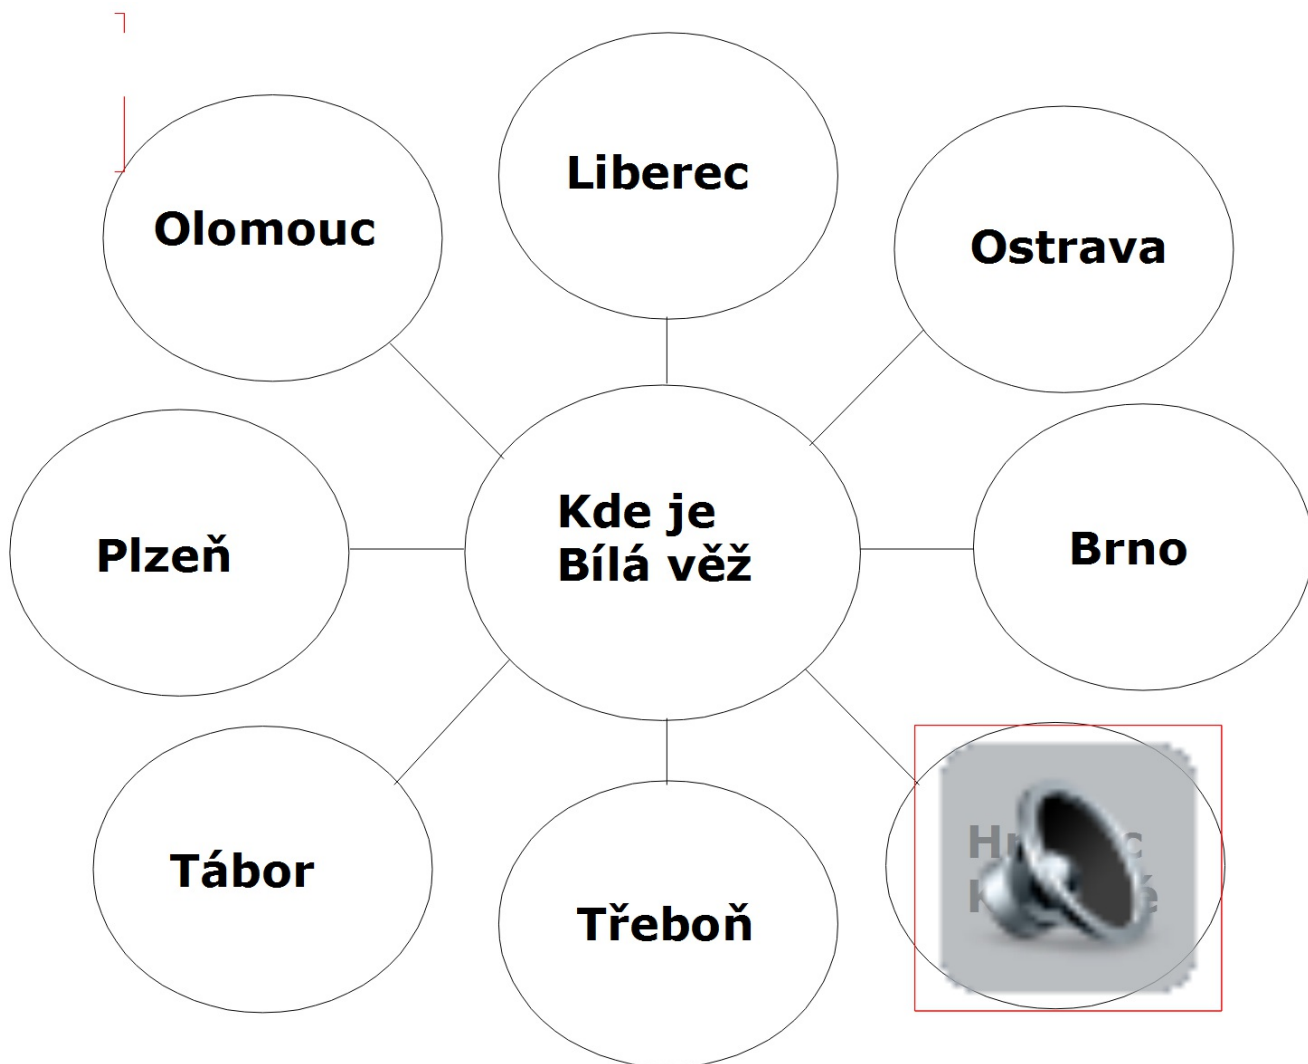 Liberec
Olomouc
Ostrava
Kde je
Bílá věž
Plzeň
Brno
Tábor
Třeboň